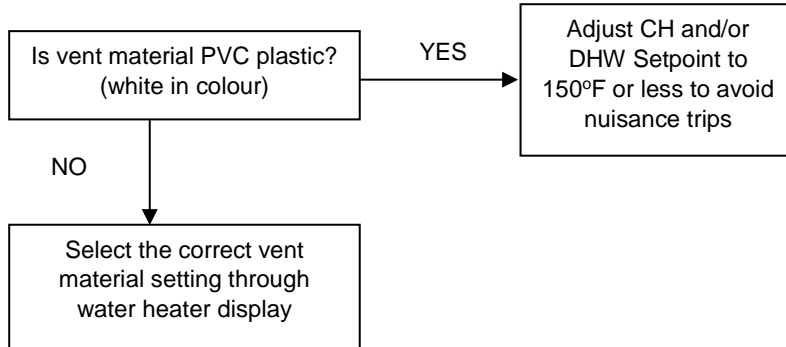 Is vent material PVC plastic?
(white in colour)
YES
Adjust CH and/or
DHW Setpoint to
150ºF or less to avoid
nuisance trips
NO
Select the correct vent
material setting through
water heater display